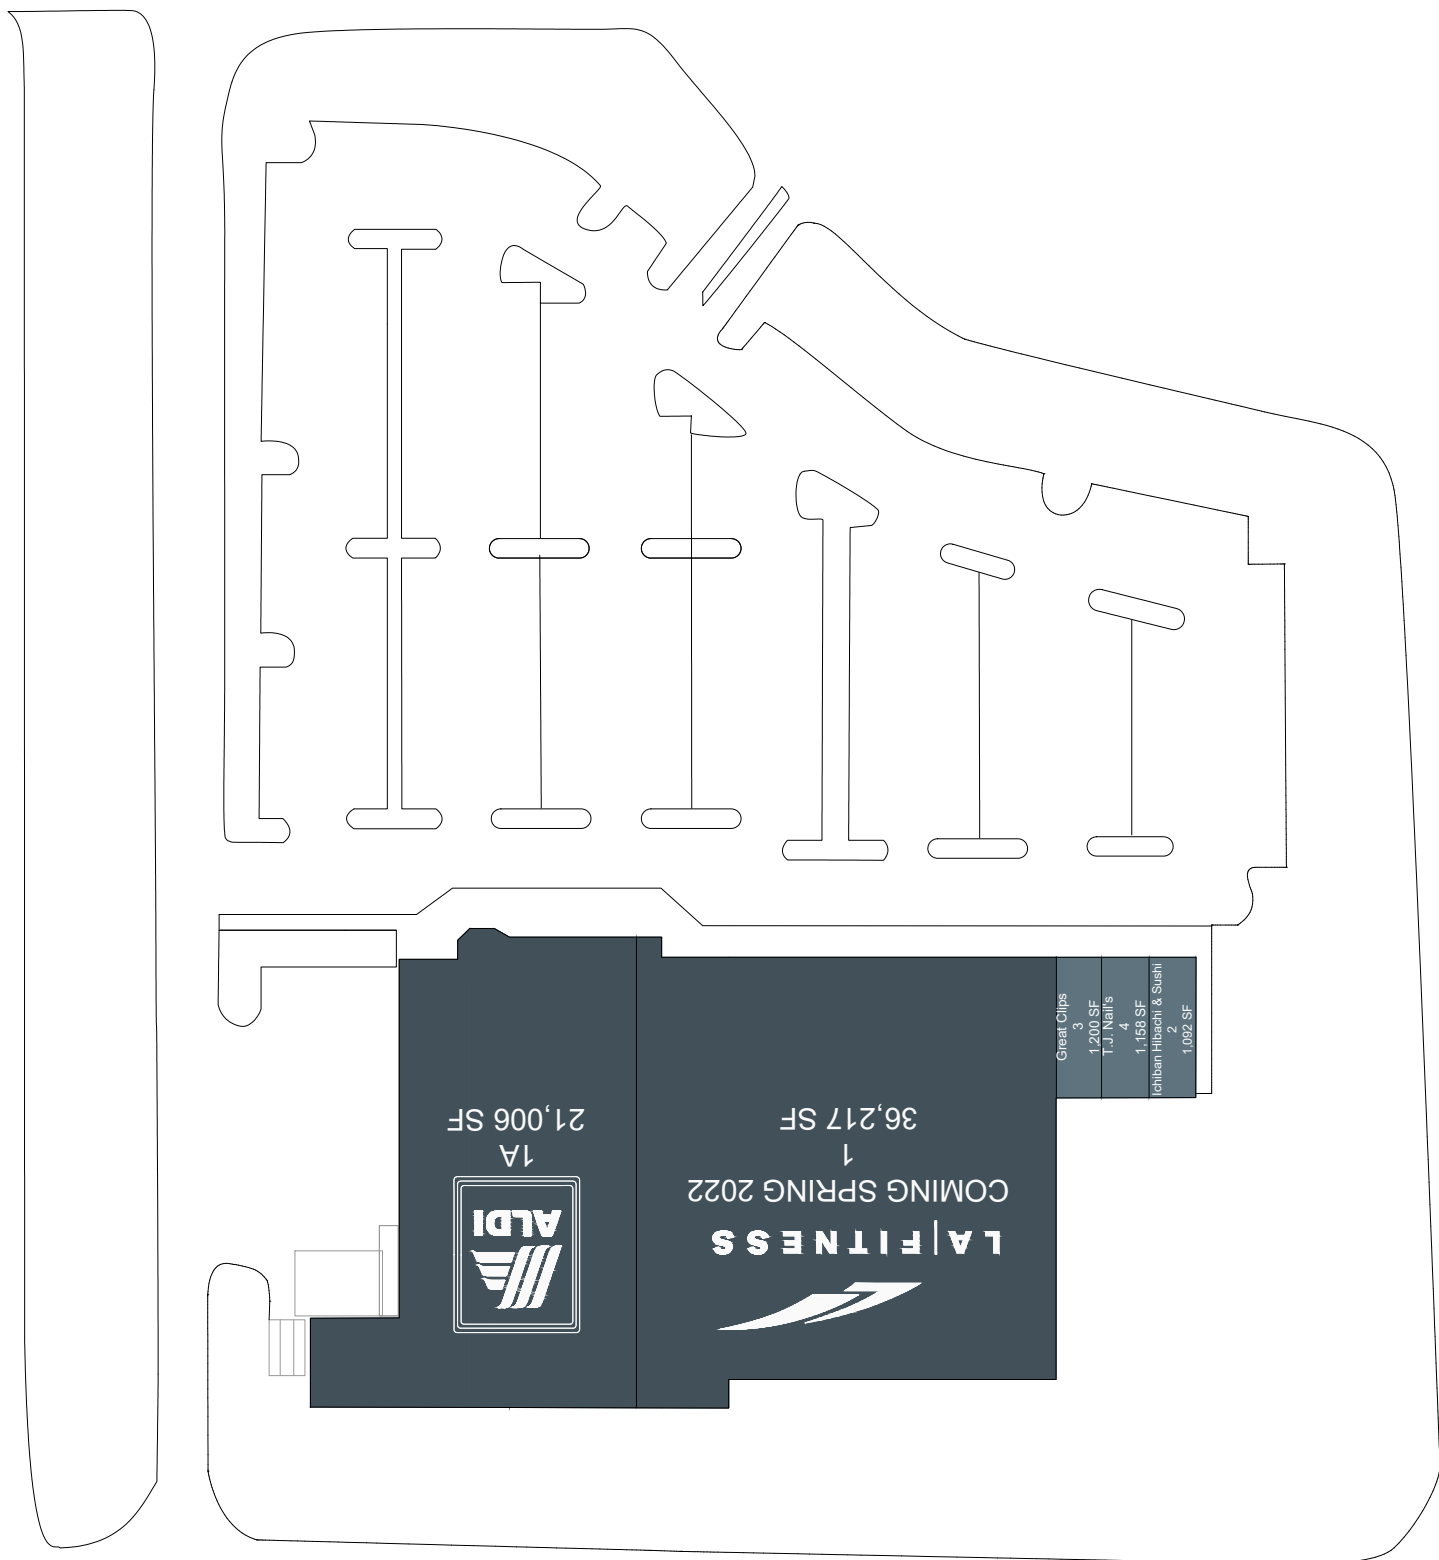 ALDI
1A
21,006 SF
LA|FITNESS
COMING SPRING 2022
1
36,217 SF
Great Clips
3
1,200 SF
T.J. Nail's
4
1,158 SF
Ichiban Hibachi & Sushi
2
1,092 SF